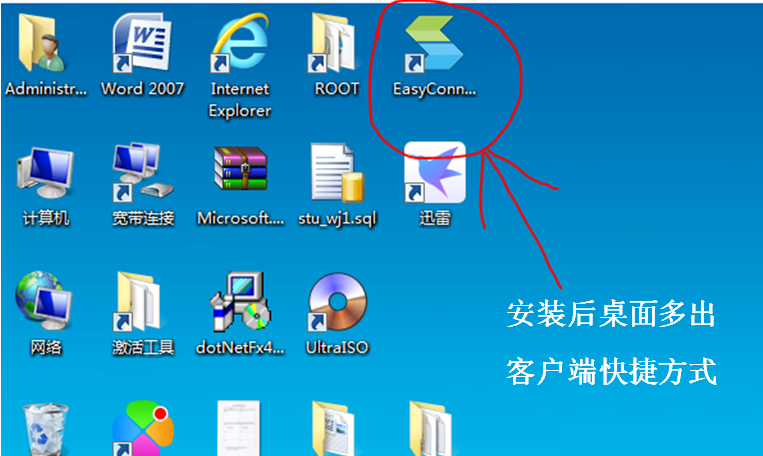 Administr...
Word 2007
Internet
Explorer
ROOT
EasyConn...
计算机
宽带连接
Microsoft....
stu_wj1.sql
迅雷
网络
激活工具
dotNetFx4...
UltraISO
安装后桌面多出
客户端快捷方式